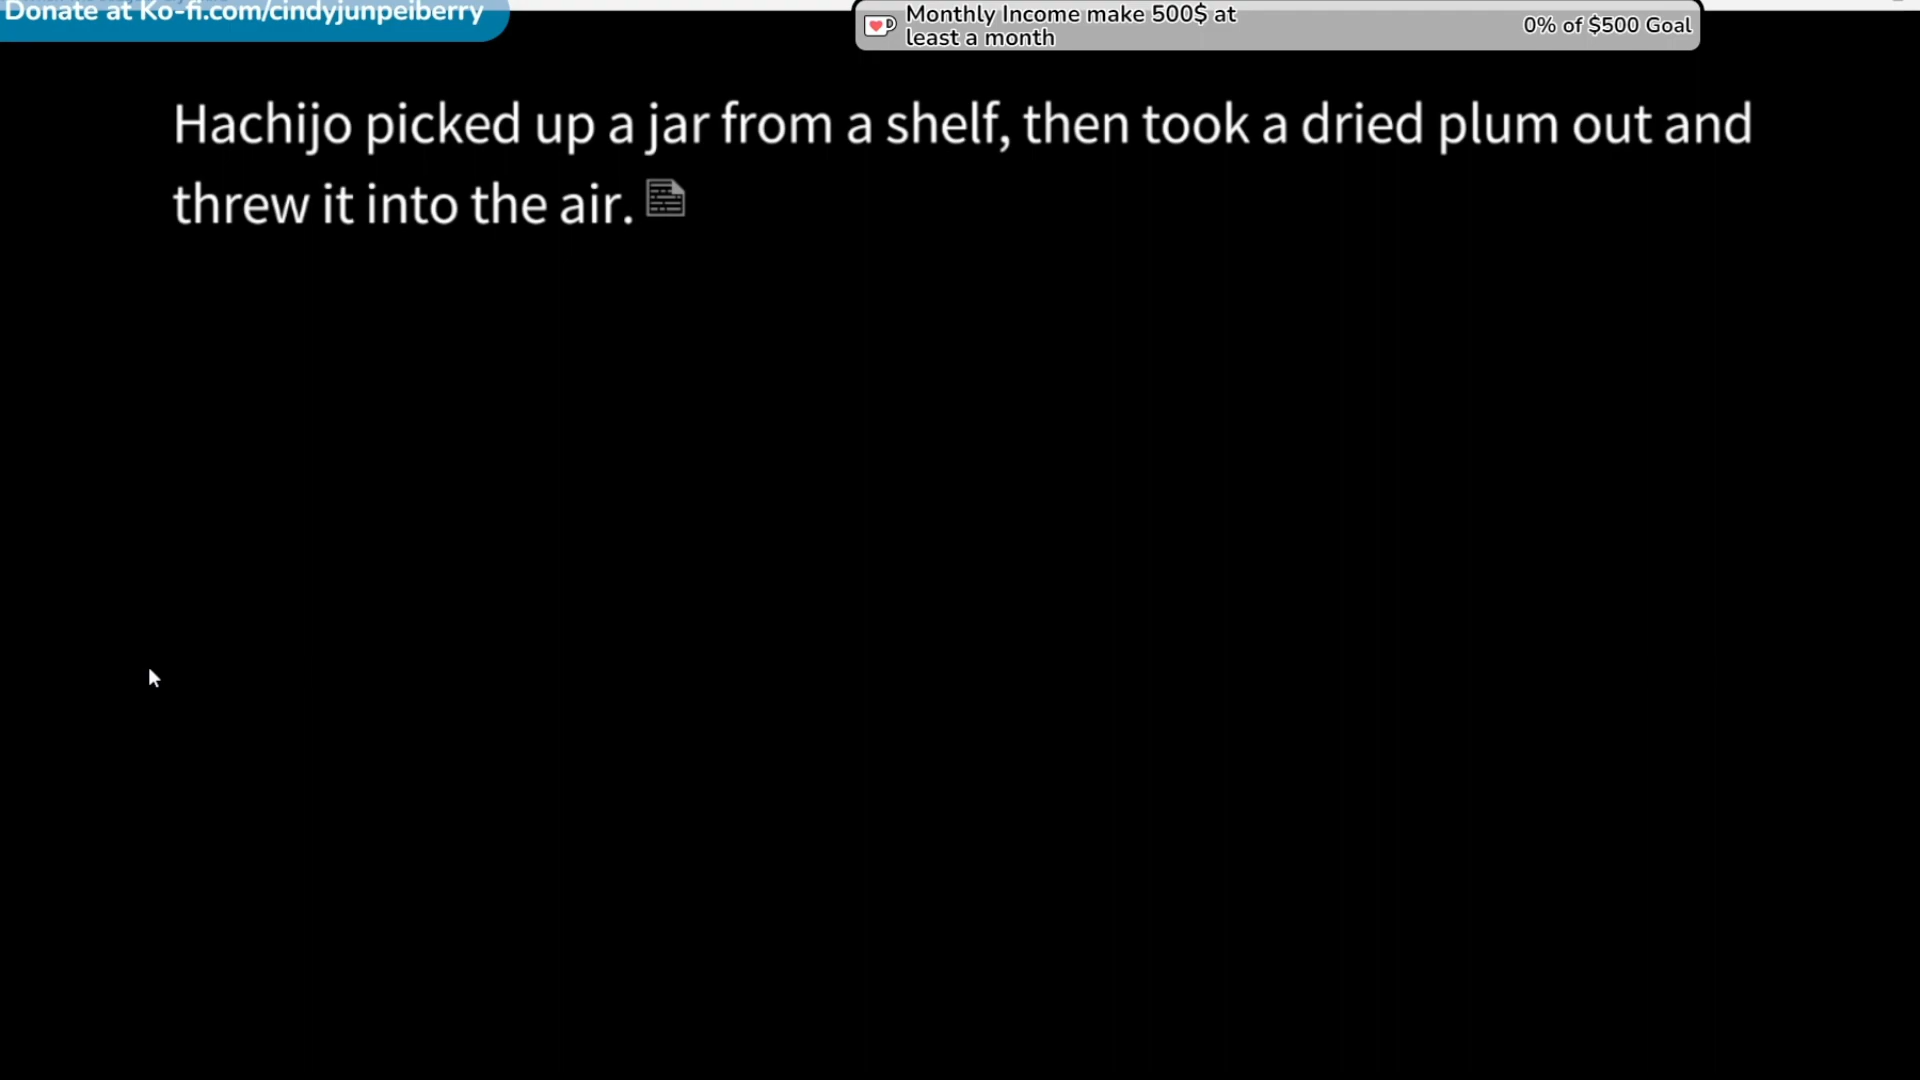 Donate at Ko-fi.com/cindyjunpeiberry
Monthly Income make 500$ at
least a month
0% of $500 Goal
Hachijo picked up a jar from a shelf, then took a dried plum out and
threw it into the air.